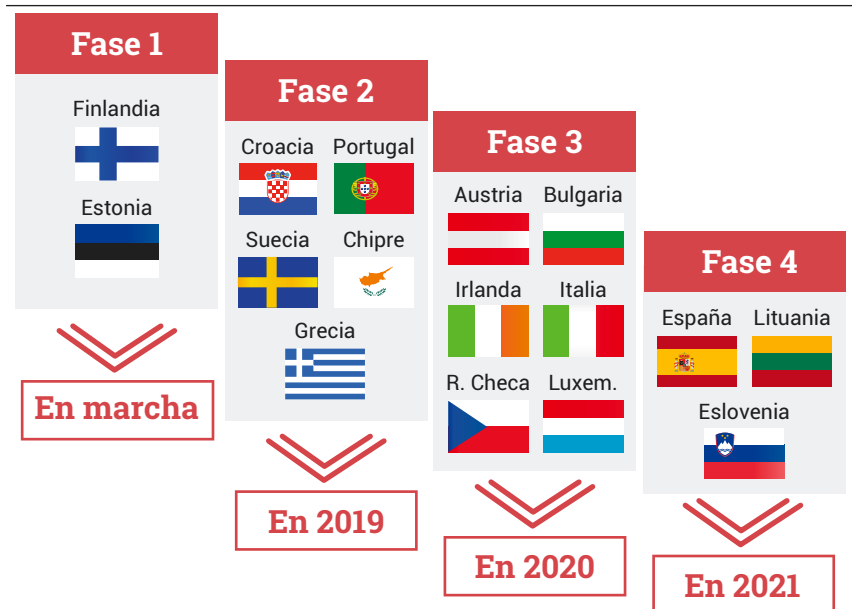 Fase 1
Finlandia
Estonia
En marcha
Fase 2
Croacia Portugal
Suecia Chipre
Grecia
En 2019
Fase 3
Austria Bulgaria
Irlanda Italia
R. Checa Luxem.
En 2020
Fase 4
España Lituania
Eslovenia
En 2021